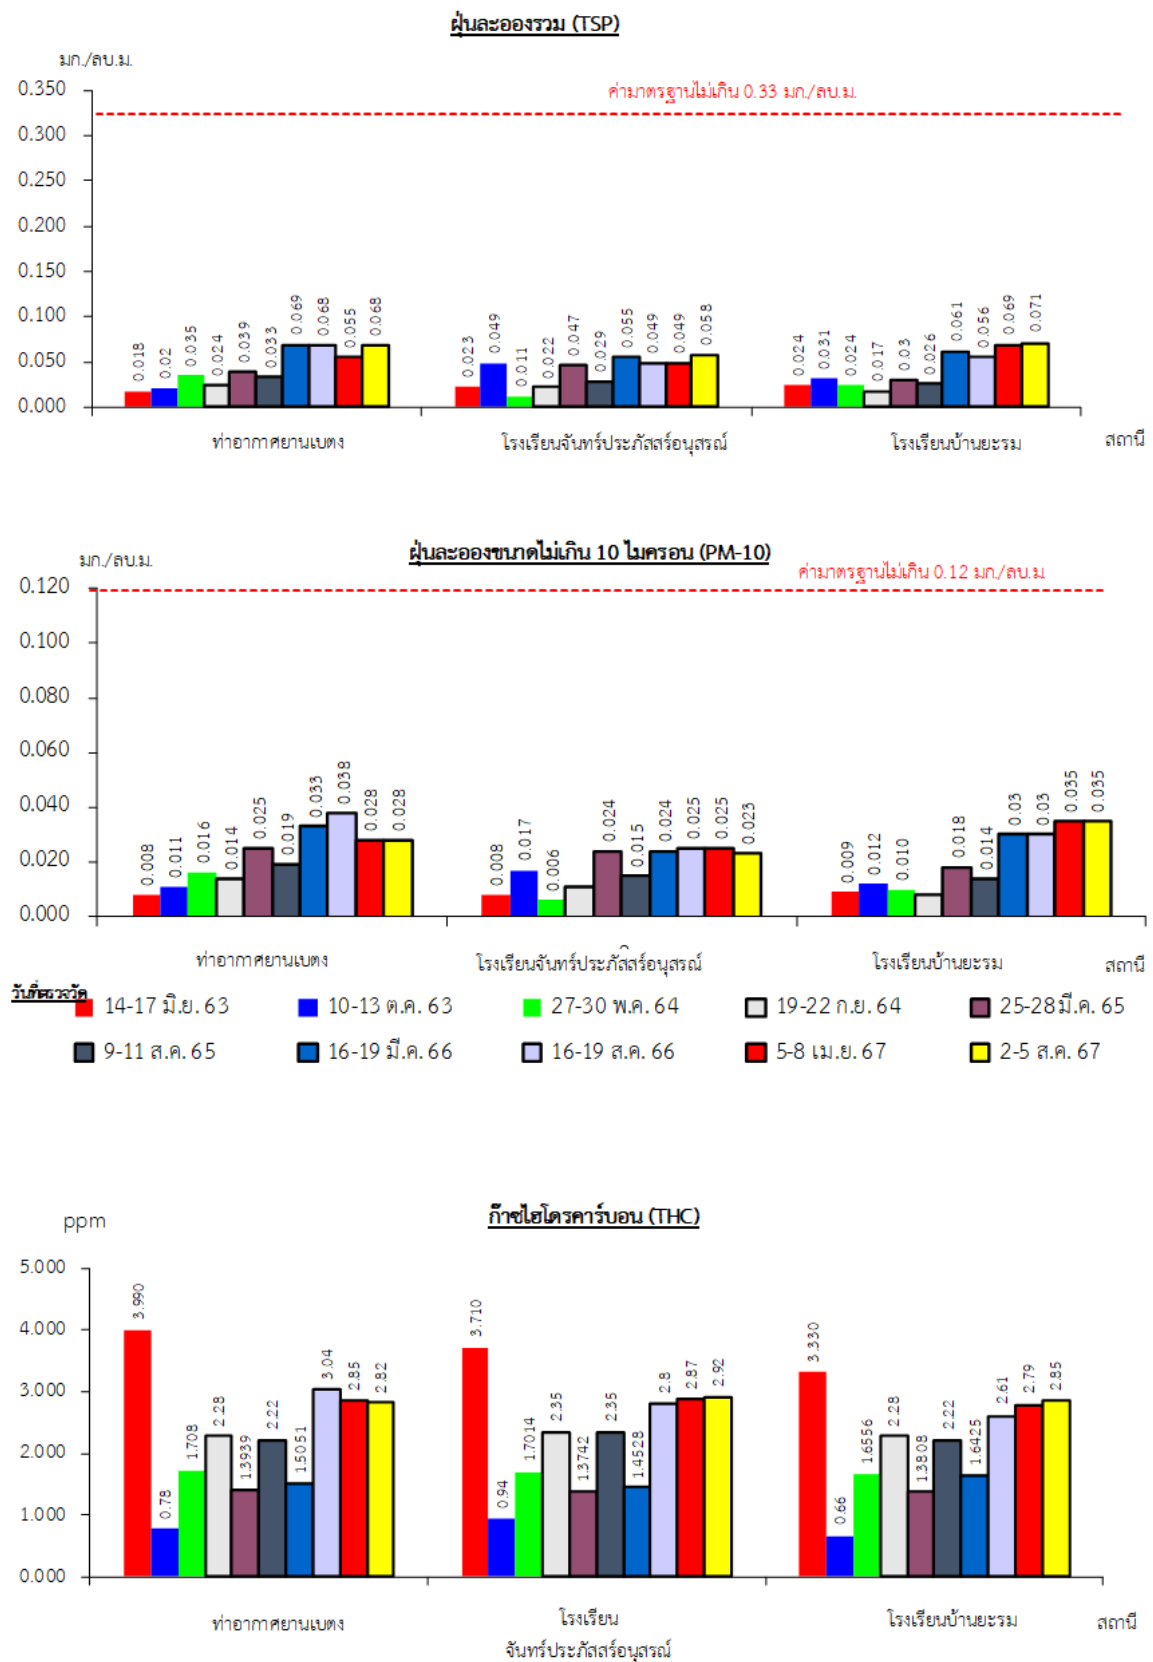 ฝุ่นละอองรวม (TSP)
มก./ลบ.ม.
ค่ามาตรฐานไม่เกิน 0.33 มก./ลบ.ม.
0.350
0.300
0.250
0.200
0.150
0.100
0.050
0.000
0.018 0.02 0.035 0.024 0.039 0.033 0.069 0.068 0.055 0.068
0.023 0.049 0.011 0.022 0.047 0.029 0.055 0.049 0.049 0.058
0.024 0.031 0.024 0.017 0.03 0.026 0.061 0.056 0.069 0.071
ท่าอากาศยานเบตง โรงเรียนจันทร์ประภัสสร์อนุสรณ์ โรงเรียนบ้านยะรม สถานี
ฝุ่นละอองขนาดไม่เกิน 10 ไมครอน (PM-10)
มก./ลบ.ม.
ค่ามาตรฐานไม่เกิน 0.12 มก./ลบ.ม
0.120
0.100
0.080
0.060
0.040
0.020
0.000
0.008 0.011 0.016 0.014 0.025 0.019 0.033 0.038 0.028 0.028
0.008 0.017 0.006 0.024 0.015 0.024 0.025 0.025 0.023
0.009 0.012 0.010 0.018 0.014 0.03 0.03 0.035 0.035
ท่าอากาศยานเบตง โรงเรียนจันทร์ประภัสสร์อนุสรณ์ โรงเรียนบ้านยะรม สถานี
วันที่ตรวจวัด 14-17 มิ.ย. 63 10-13 ต.ค. 63 27-30 พ.ค. 64 19-22 ก.ย. 64 25-28 มี.ค. 65
9-11 ส.ค. 65 16-19 มี.ค. 66 16-19 ส.ค. 66 5-8 เม.ย. 67 2-5 ส.ค. 67
ก๊าซไฮโดรคาร์บอน (THC)
ppm
5.000
4.000
3.000
2.000
1.000
0.000
3.990 0.78 1.708 2.28 1.3939 2.22 1.5051 3.04 2.85 2.82
3.710 0.94 1.7014 2.35 1.3742 2.35 1.4528 2.8 2.87 2.92
3.330 0.66 1.6556 2.28 1.3808 2.22 1.6425 2.61 2.79 2.85
ท่าอากาศยานเบตง โรงเรียน โรงเรียนบ้านยะรม สถานี
จันทร์ประภัสสร์อนุสรณ์